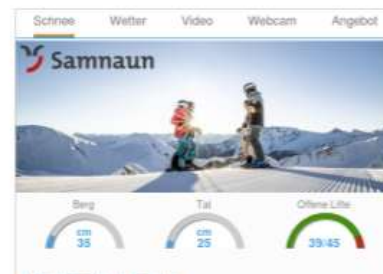 Schnee Wetter Video Webcam Angebot
Samnaun
Berg Tal Offene Lifte
cm cm
35 25 39/45